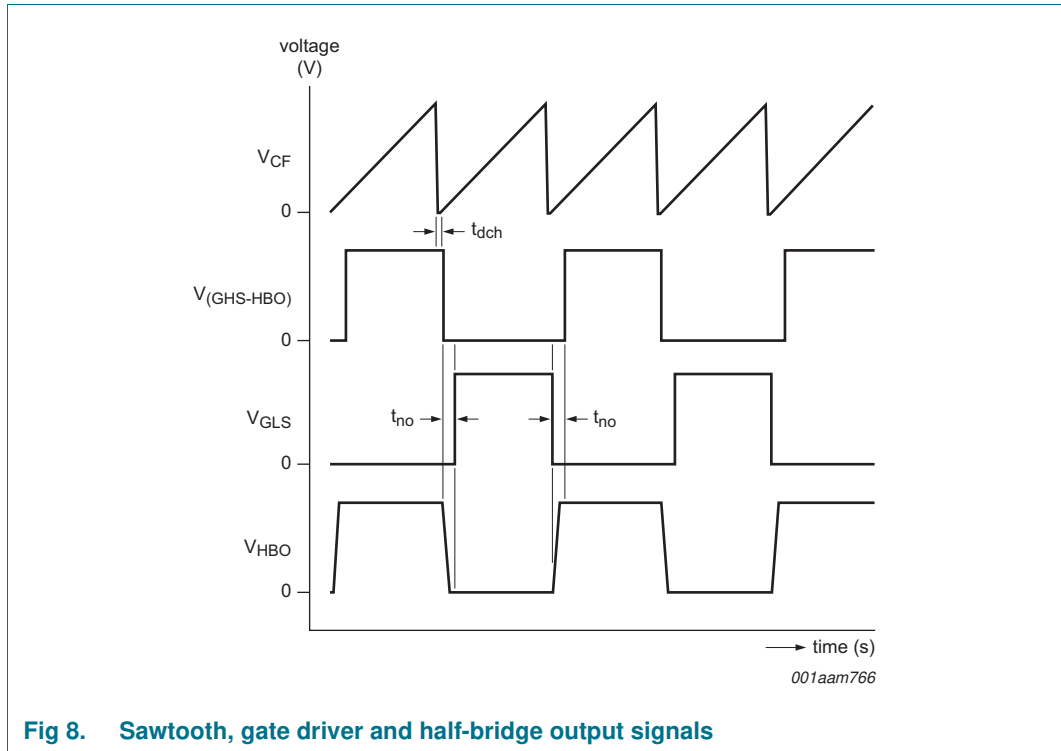 voltage
(V)
VCF
0
tdch
V(GHS-HBO)
0
tno
tno
VGLS
0
VHBO
0
time (s)
001aam766
Fig 8. Sawtooth, gate driver and half-bridge output signals